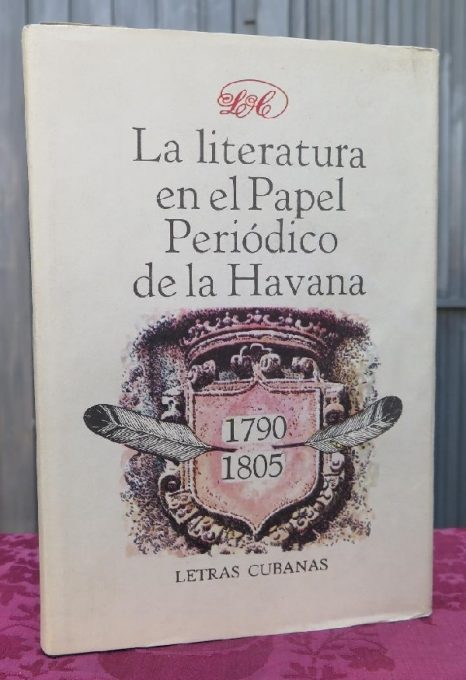 LC
La literatura
en el Papel
Periódico
de la Havana
1790
1805
LETRAS CUBANAS